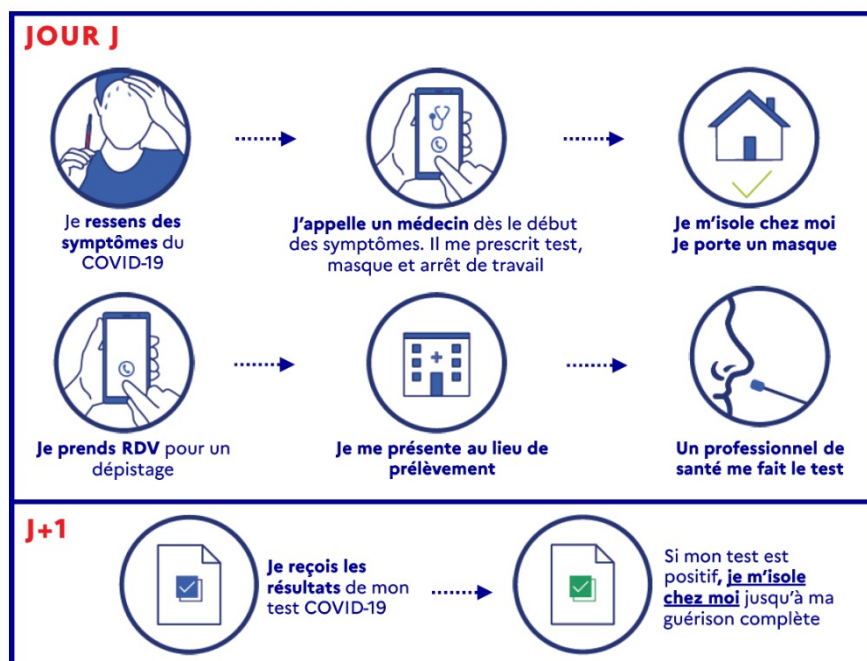 JOUR J
Je ressens des
symptômes du
COVID-19
J'appelle un médecin dès le début
des symptômes. Il me prescrit test,
masque et arrêt de travail
Je m'isole chez moi
Je porte un masque
Je prends RDV pour un
dépistage
Je me présente au lieu de
prélèvement
Un professionnel de
santé me fait le test
J+1
Je reçois les
résultats de mon
test COVID-19
Si mon test est
positif, je m'isole
chez moi jusqu'à ma
guérison complète